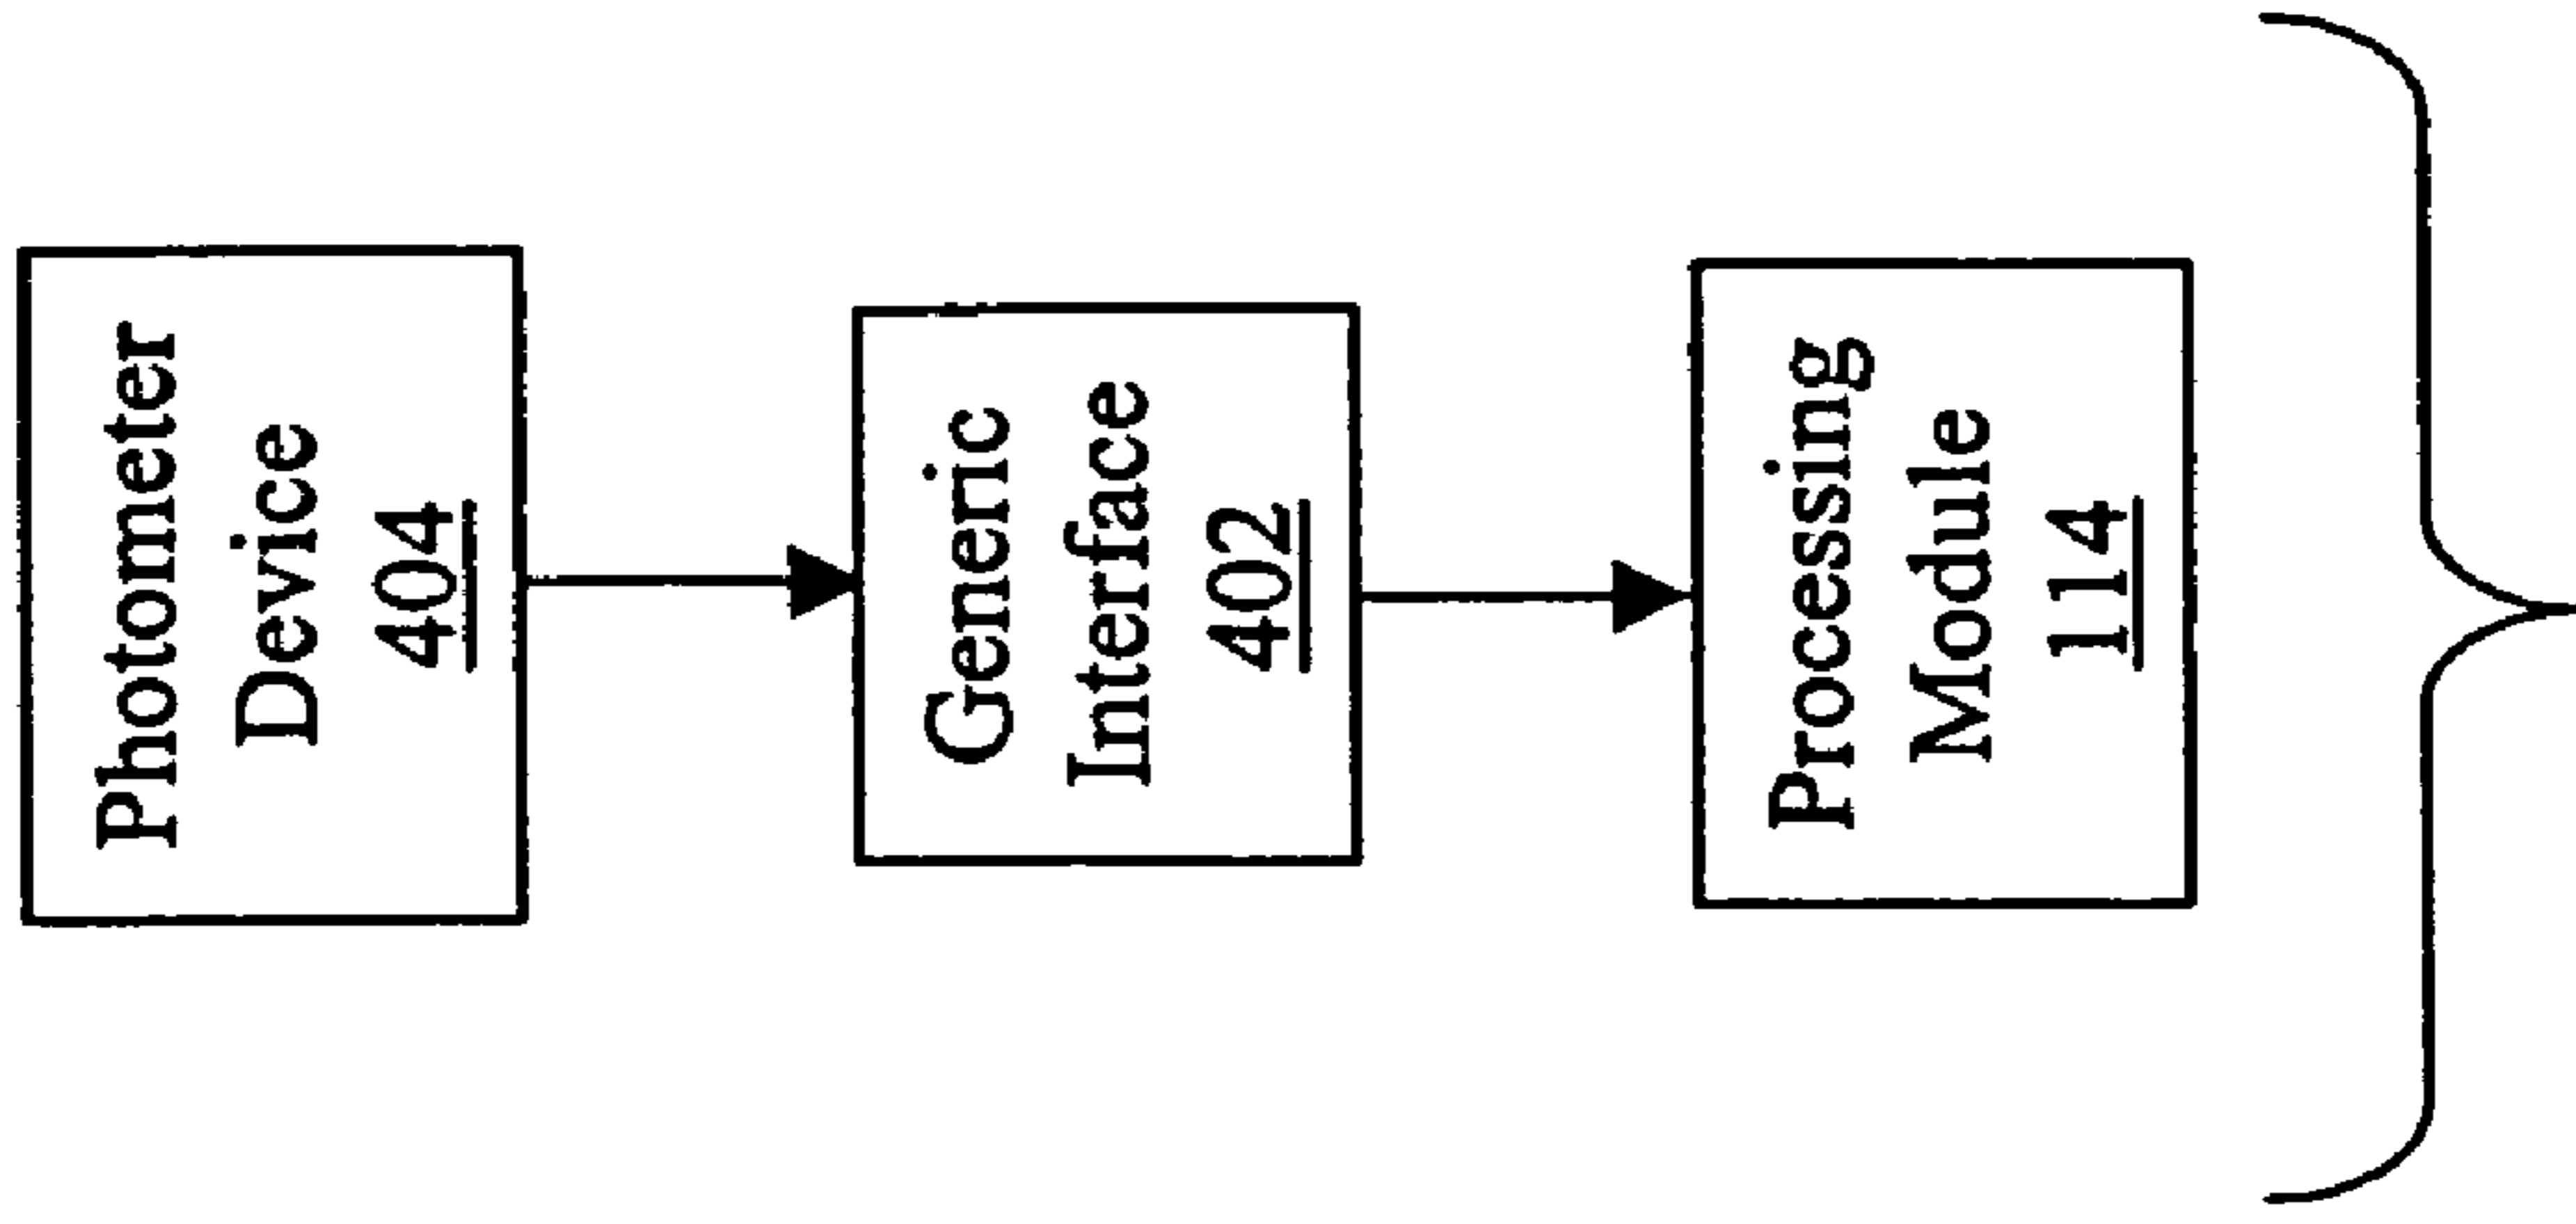 Photometer
Device
404
Generic
Interface
402
Processing
Module
114